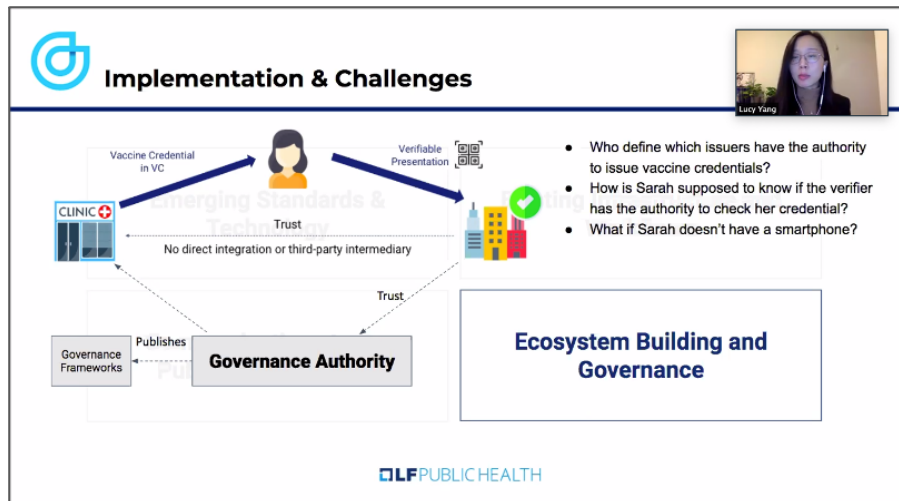 Implementation & Challenges
Lucy Yang
Vaccine Credential
in VC
Verifiable
Presentation
CLINIC
Emerging Standards &
Technology
Trust
No direct integration or third-party intermediary
Trust
Publishes
Governance
Frameworks
Governance Authority
● Who define which issuers have the authority
to issue vaccine credentials?
● How is Sarah supposed to know if the verifier
has the authority to check her credential?
● What if Sarah doesn't have a smartphone?
Ecosystem Building and
Governance
LFPUBLICHEALTH